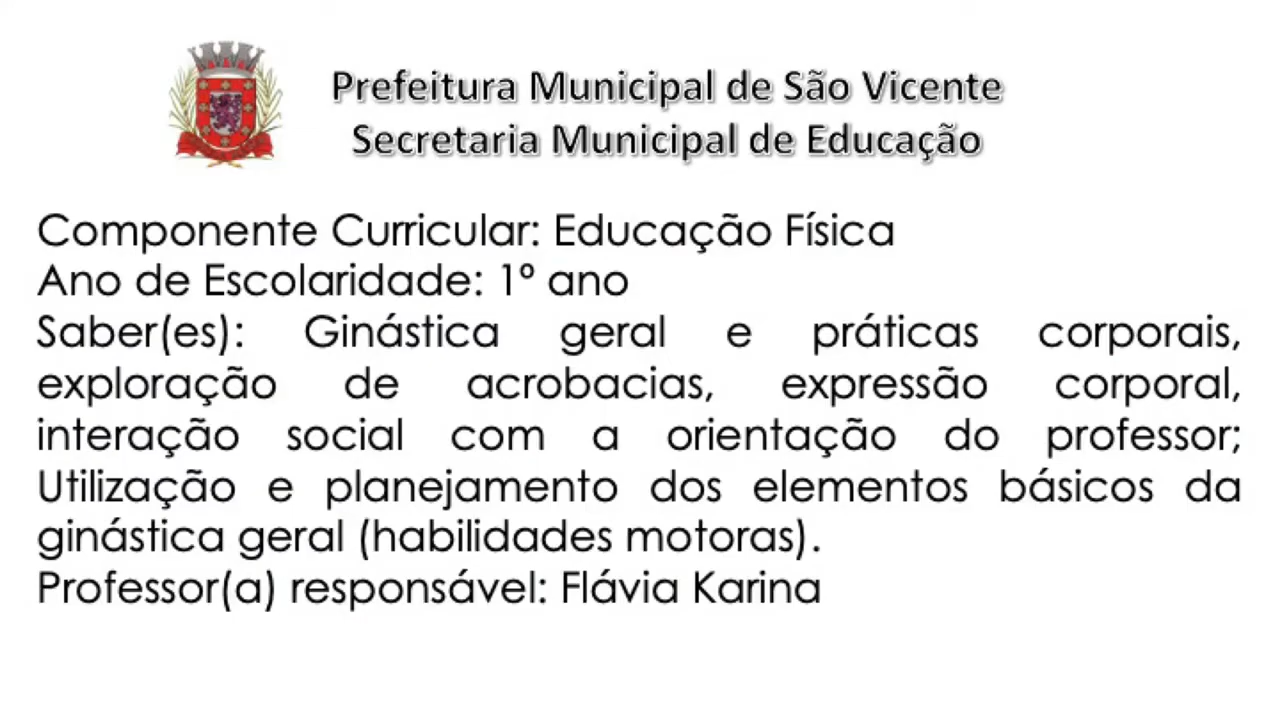 Prefeitura Municipal de São Vicente
Secretaria Municipal de Educação
Componente Curricular: Educação Física
Ano de Escolaridade: 1º ano
Saber(es): Ginástica geral e práticas corporais,
exploração de acrobacias, expressão corporal,
interação social com a orientação do professor;
Utilização e planejamento dos elementos básicos da
ginástica geral (habilidades motoras).
Professor(a) responsável: Flávia Karina